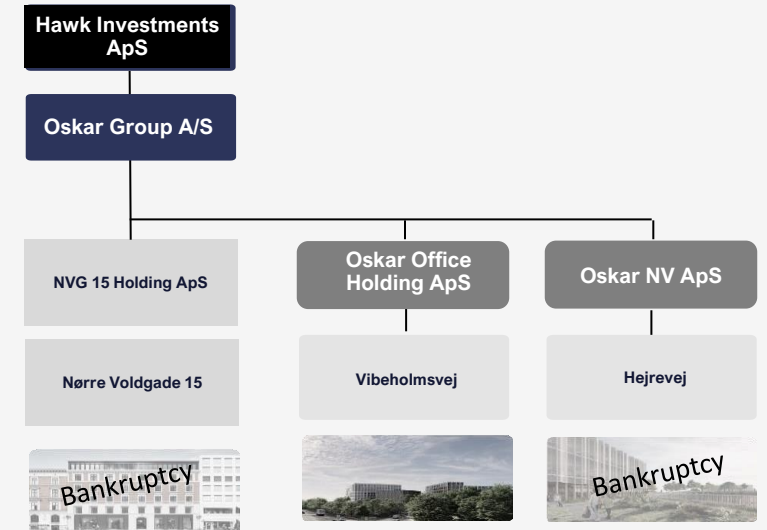 Hawk Investments
ApS
Oskar Group A/S
NVG 15 Holding ApS
Oskar Office
Holding ApS
Oskar NV ApS
Nørre Voldgade 15
Vibeholmsvej
Hejrevej
Bankruptcy
Bankruptcy